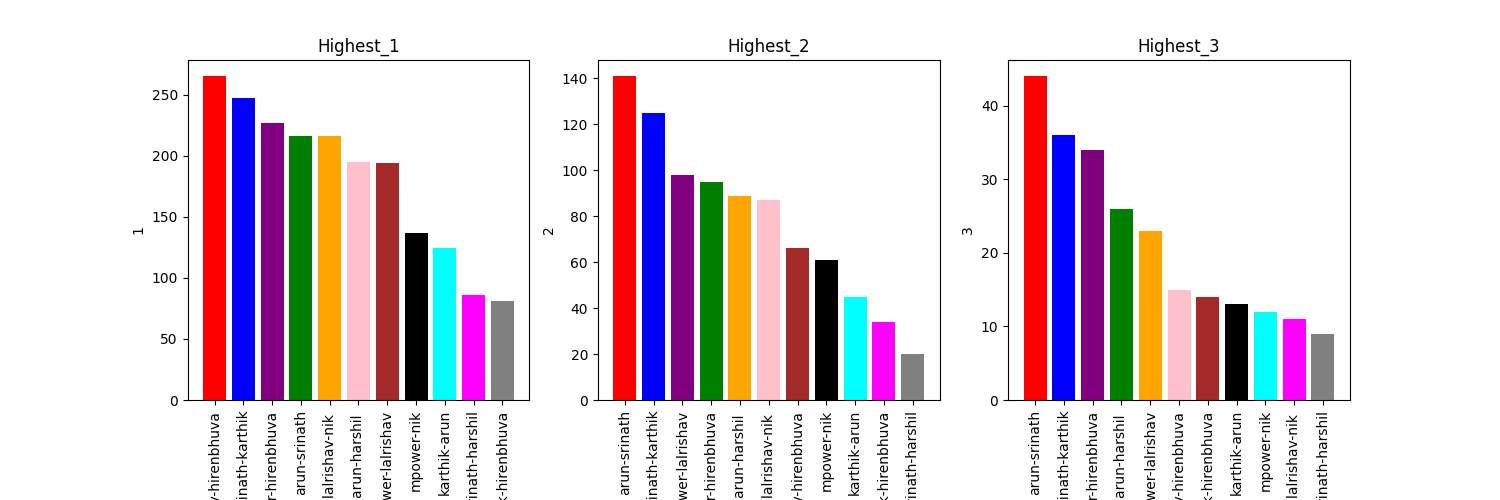 Highest_1
1
250
200
150
100
50
0
v-hirenbhuva
inath-karthik
r-hirenbhuva
arun-srinath
lalrishav-nik
arun-harshil
wer-lalrishav
mpower-nik
karthik-arun
inath-harshil
k-hirenbhuva
Highest_2
2
140
120
100
80
60
40
20
0
arun-srinath
inath-karthik
wer-lalrishav
r-hirenbhuva
arun-harshil
lalrishav-nik
v-hirenbhuva
mpower-nik
karthik-arun
k-hirenbhuva
inath-harshil
Highest_3
3
40
30
20
10
0
arun-srinath
inath-karthik
r-hirenbhuva
arun-harshil
wer-lalrishav
v-hirenbhuva
k-hirenbhuva
karthik-arun
mpower-nik
lalrishav-nik
inath-harshil